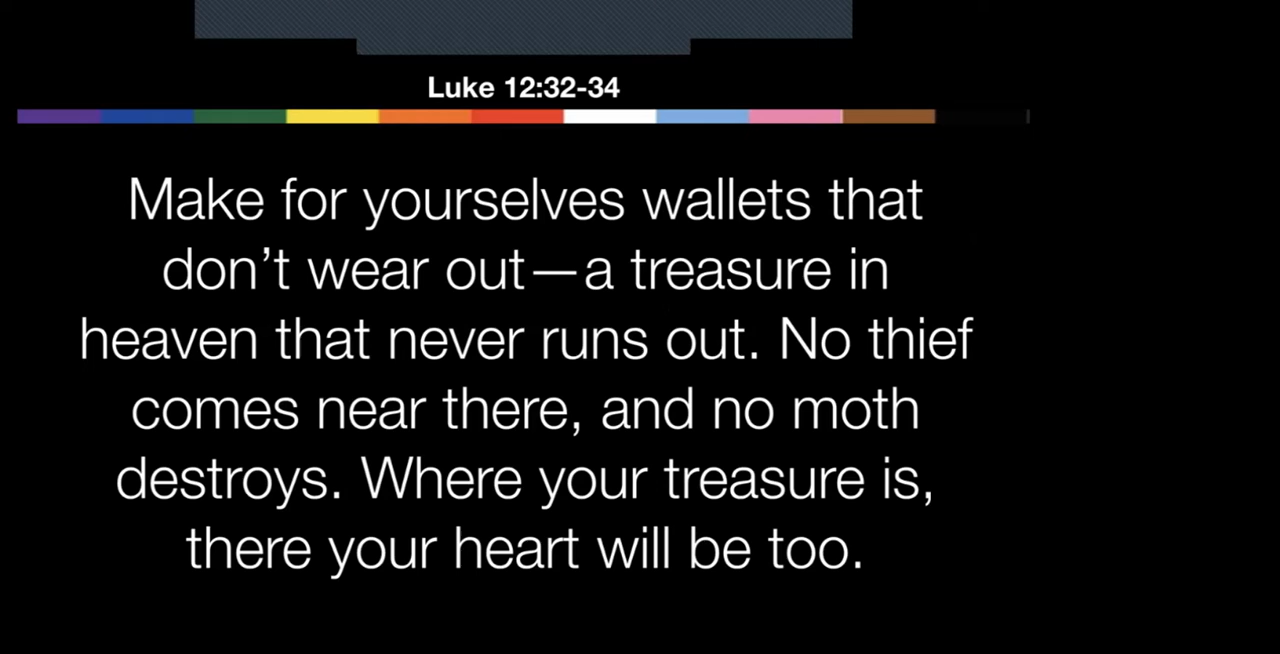 Luke 12:32-34
Make for yourselves wallets that
don’t wear out—a treasure in
heaven that never runs out. No thief
comes near there, and no moth
destroys. Where your treasure is,
there your heart will be too.